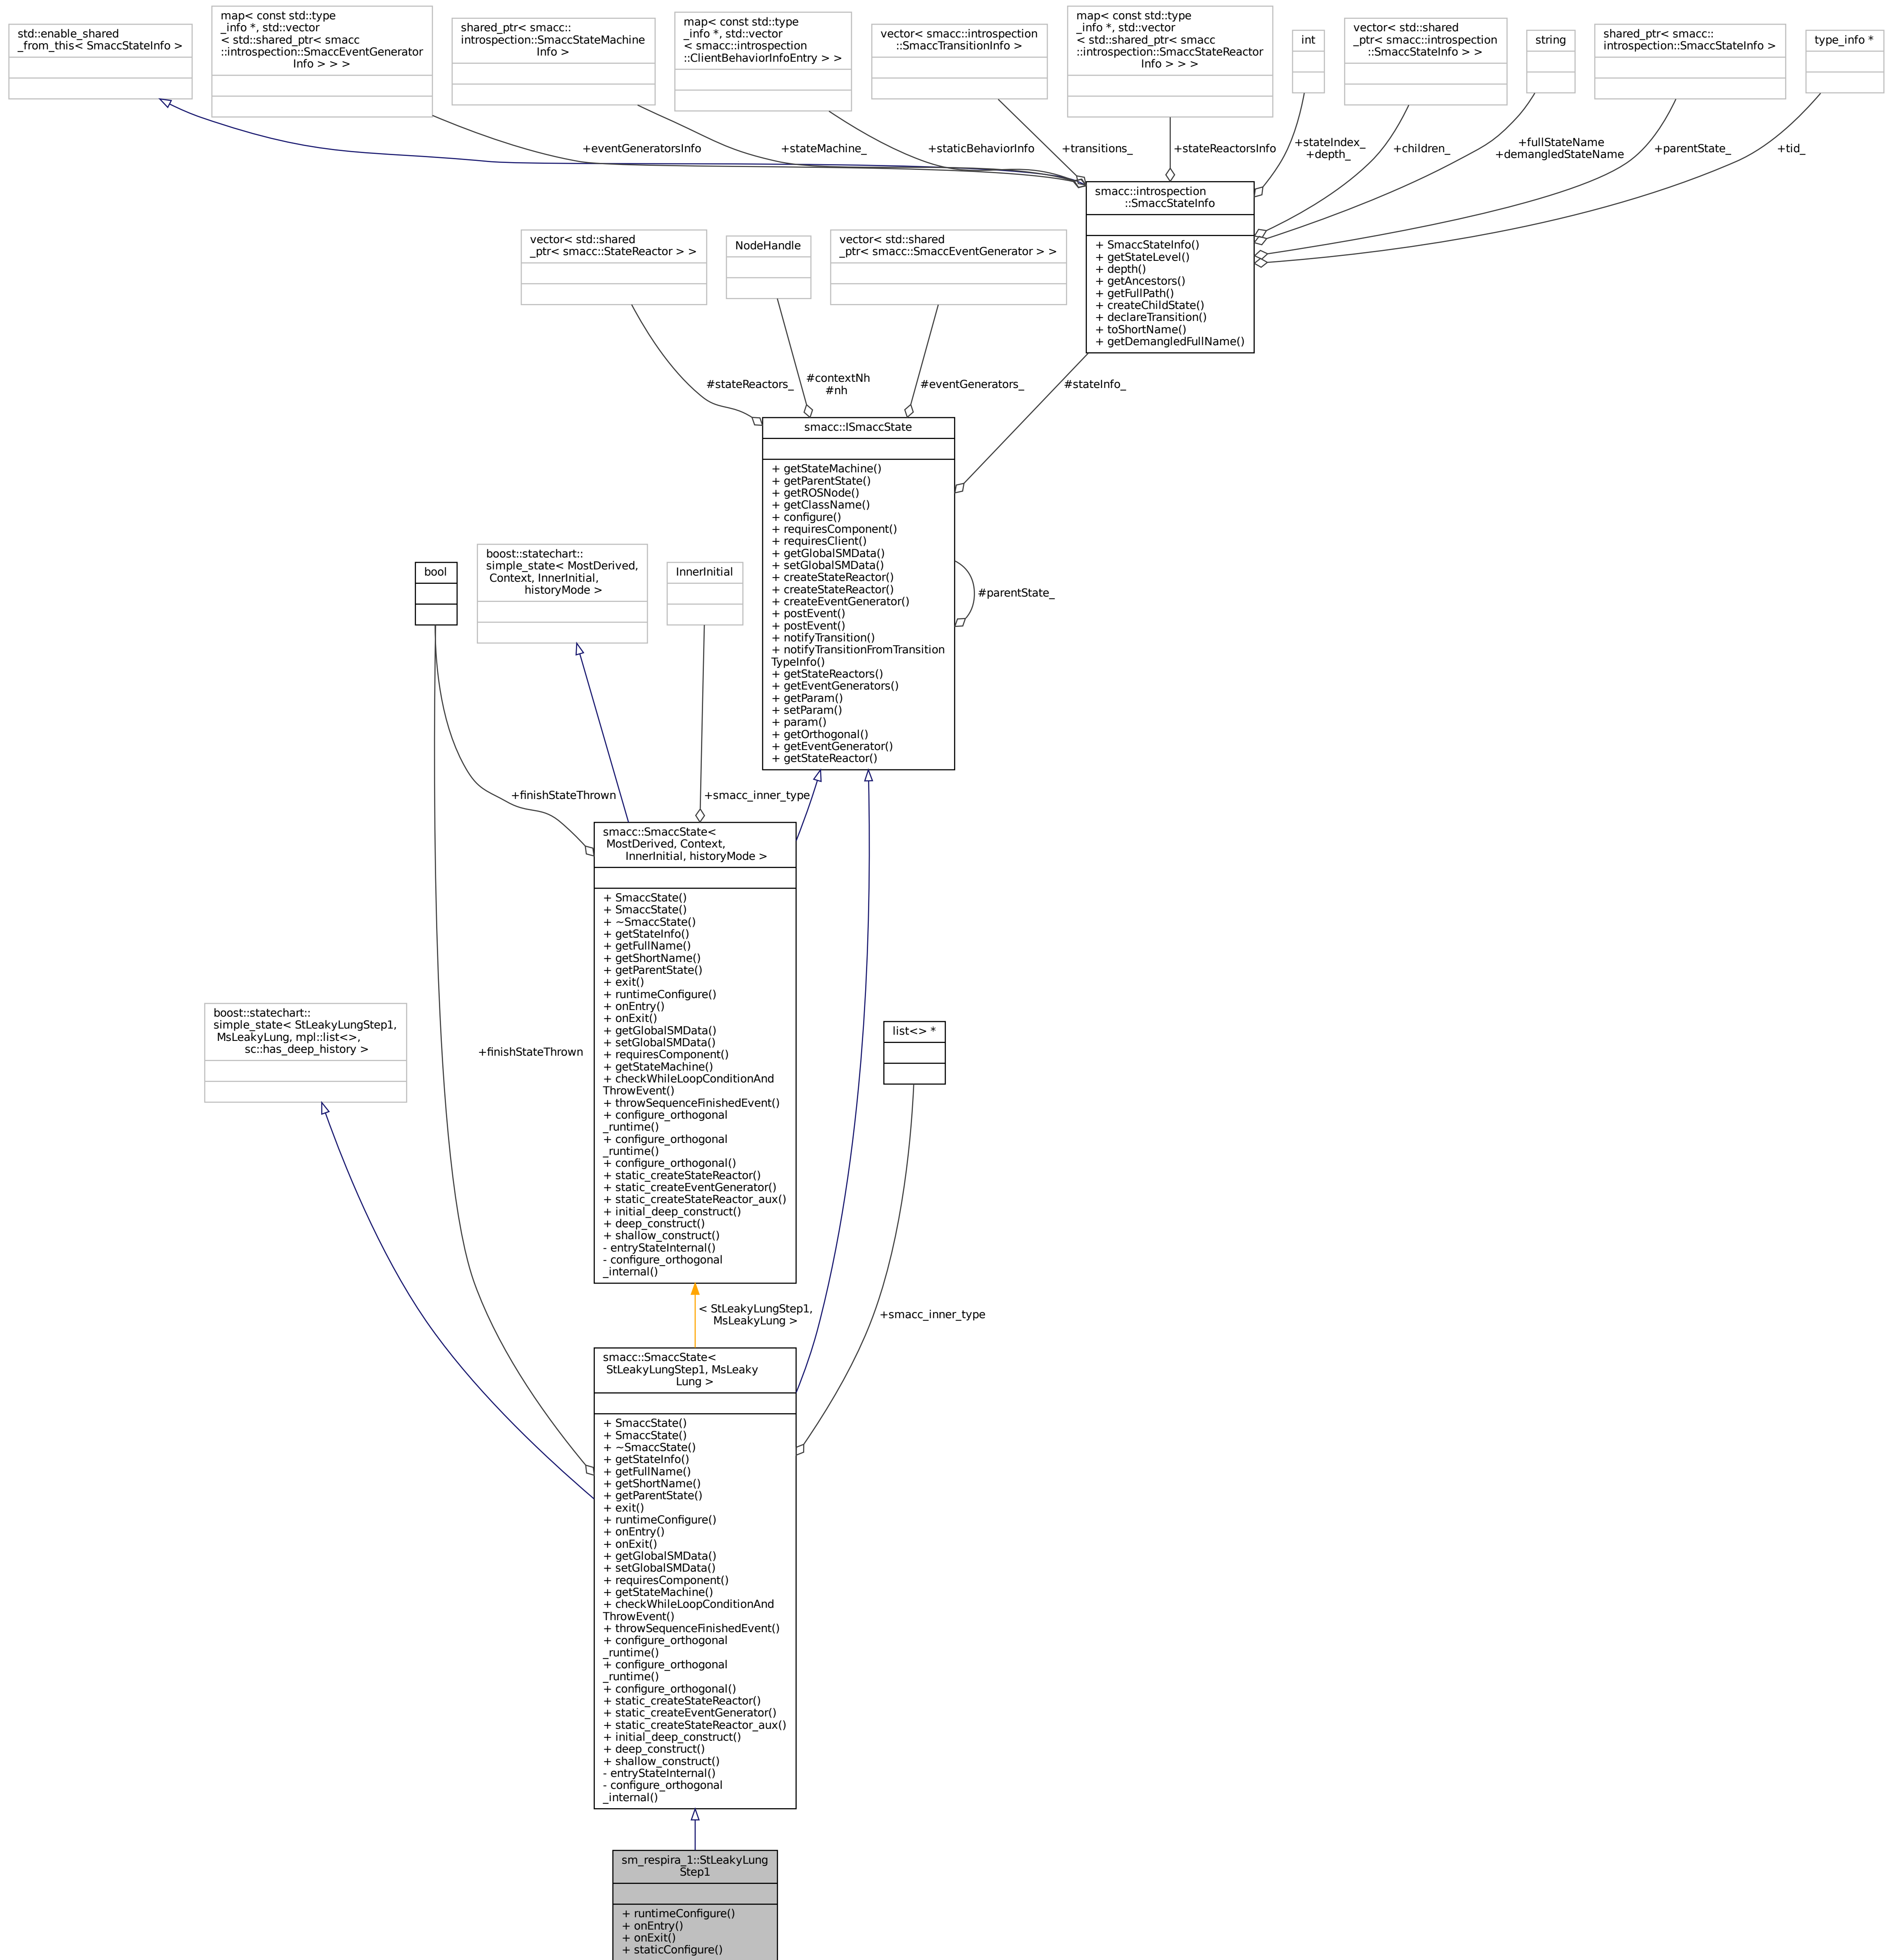 std::enable_shared
_from_this< SmaccStateInfo >
map< const std::type
_info *, std::vector
< std::shared_ptr< smacc
::introspection::SmaccEventGenerator
Info > > >
shared_ptr< smacc::
introspection::SmaccStateMachine
Info >
map< const std::type
_info *, std::vector
< smacc::introspection
::ClientBehaviorInfoEntry > >
vector< smacc::introspection
::SmaccTransitionInfo >
map< const std::type
_info *, std::vector
< std::shared_ptr< smacc
::introspection::SmaccStateReactor
Info > > >
int
vector< std::shared
_ptr< smacc::introspection
::SmaccStateInfo > >
string
shared_ptr< smacc::
introspection::SmaccStateInfo >
type_info *
+eventGeneratorsInfo
+stateMachine_
+staticBehaviorInfo
+transitions_
+stateReactorsInfo
+stateIndex_
+depth_
+children_
+fullStateName
+demangledStateName
+parentState_
+tid_
smacc::introspection
::SmaccStateInfo
+ SmaccStateInfo()
+ getStateLevel()
+ depth()
+ getAncestors()
+ getFullPath()
+ createChildState()
+ declareTransition()
+ toShortName()
+ getDemangledFullName()
vector< std::shared
_ptr< smacc::StateReactor > >
NodeHandle
vector< std::shared
_ptr< smacc::SmaccEventGenerator > >
#stateReactors_
#contextNh
#nh
#eventGenerators_
#stateInfo_
smacc::ISmaccState
+ getStateMachine()
+ getParentState()
+ getROSNode()
+ getClassName()
+ configure()
+ requiresComponent()
+ requiresClient()
+ getGlobalSMData()
+ setGlobalSMData()
+ createStateReactor()
+ createStateReactor()
+ createEventGenerator()
+ postEvent()
+ postEvent()
+ notifyTransition()
+ notifyTransitionFromTransition
TypeInfo()
+ getStateReactors()
+ getEventGenerators()
+ getParam()
+ setParam()
+ param()
+ getOrthogonal()
+ getEventGenerator()
+ getStateReactor()
#parentState_
bool
boost::statechart::
simple_state< MostDerived,
Context, InnerInitial,
historyMode >
InnerInitial
+finishStateThrown
+smacc_inner_type
smacc::SmaccState<
MostDerived, Context,
InnerInitial, historyMode >
+ SmaccState()
+ SmaccState()
+ ~SmaccState()
+ getStateInfo()
+ getFullName()
+ getShortName()
+ getParentState()
+ exit()
+ runtimeConfigure()
+ onEntry()
+ onExit()
+ getGlobalSMData()
+ setGlobalSMData()
+ requiresComponent()
+ getStateMachine()
+ checkWhileLoopConditionAnd
ThrowEvent()
+ throwSequenceFinishedEvent()
+ configure_orthogonal
_runtime()
+ configure_orthogonal
_runtime()
+ configure_orthogonal()
+ static_createStateReactor()
+ static_createEventGenerator()
+ static_createStateReactor_aux()
+ initial_deep_construct()
+ deep_construct()
+ shallow_construct()
- entryStateInternal()
- configure_orthogonal
_internal()
boost::statechart::
simple_state< StLeakyLungStep1,
MsLeakyLung, mpl::list<>,
sc::has_deep_history >
+finishStateThrown
list<> *
< StLeakyLungStep1,
MsLeakyLung >
+smacc_inner_type
smacc::SmaccState<
StLeakyLungStep1, MsLeaky
Lung >
+ SmaccState()
+ SmaccState()
+ ~SmaccState()
+ getStateInfo()
+ getFullName()
+ getShortName()
+ getParentState()
+ exit()
+ runtimeConfigure()
+ onEntry()
+ onExit()
+ getGlobalSMData()
+ setGlobalSMData()
+ requiresComponent()
+ getStateMachine()
+ checkWhileLoopConditionAnd
ThrowEvent()
+ throwSequenceFinishedEvent()
+ configure_orthogonal
_runtime()
+ configure_orthogonal
_runtime()
+ configure_orthogonal()
+ static_createStateReactor()
+ static_createEventGenerator()
+ static_createStateReactor_aux()
+ initial_deep_construct()
+ deep_construct()
+ shallow_construct()
- entryStateInternal()
- configure_orthogonal
_internal()
sm_respira_1::StLeakyLung
Step1
+ runtimeConfigure()
+ onEntry()
+ onExit()
+ staticConfigure()